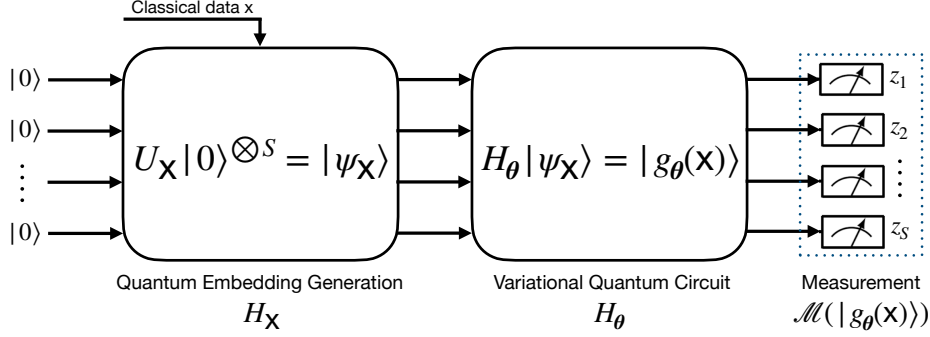 Classical data x
|0⟩
|0⟩
⋮
|0⟩
U_x|0⟩^{⊗S} = |ψ_x⟩
H_θ|ψ_x⟩ = |g_θ(x)⟩
z_1
z_2
⋮
z_S
Quantum Embedding Generation
Variational Quantum Circuit
Measurement
H_x
H_θ
ℳ(|g_θ(x)⟩)